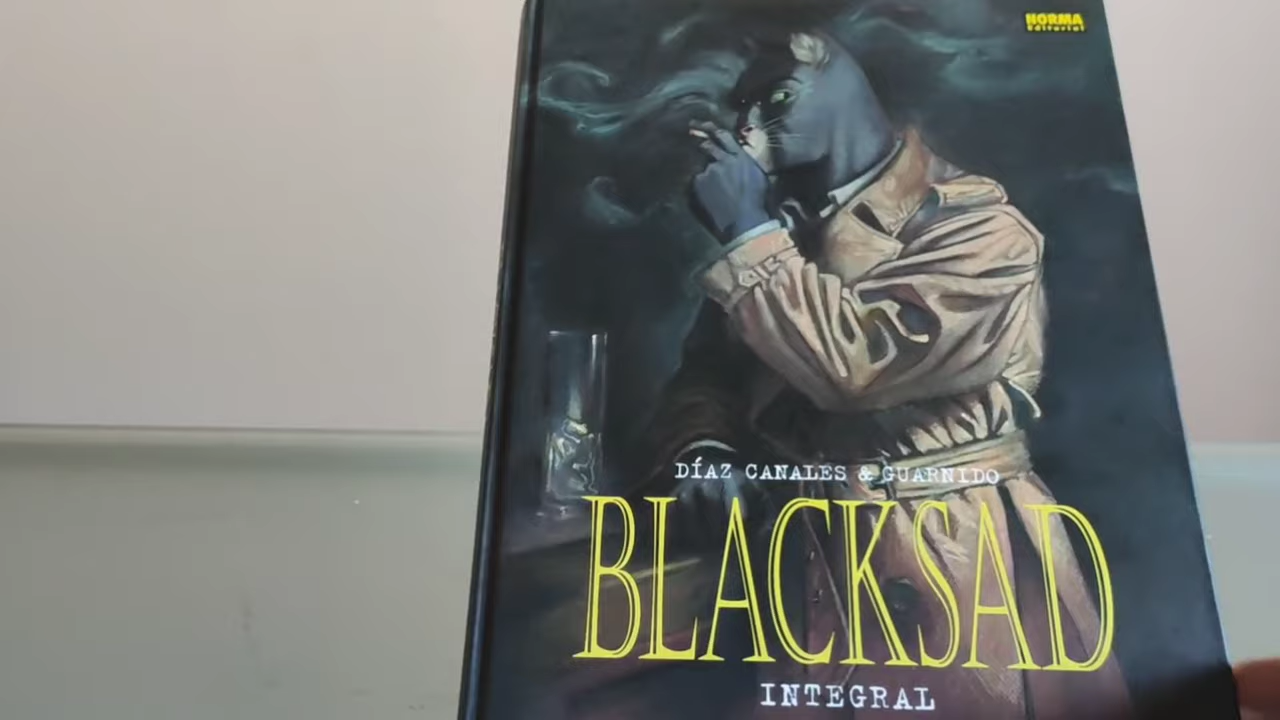 NORMA
Editorial
DÍAZ CANALES & GUARNIDO
BLACKSAD
INTEGRAL